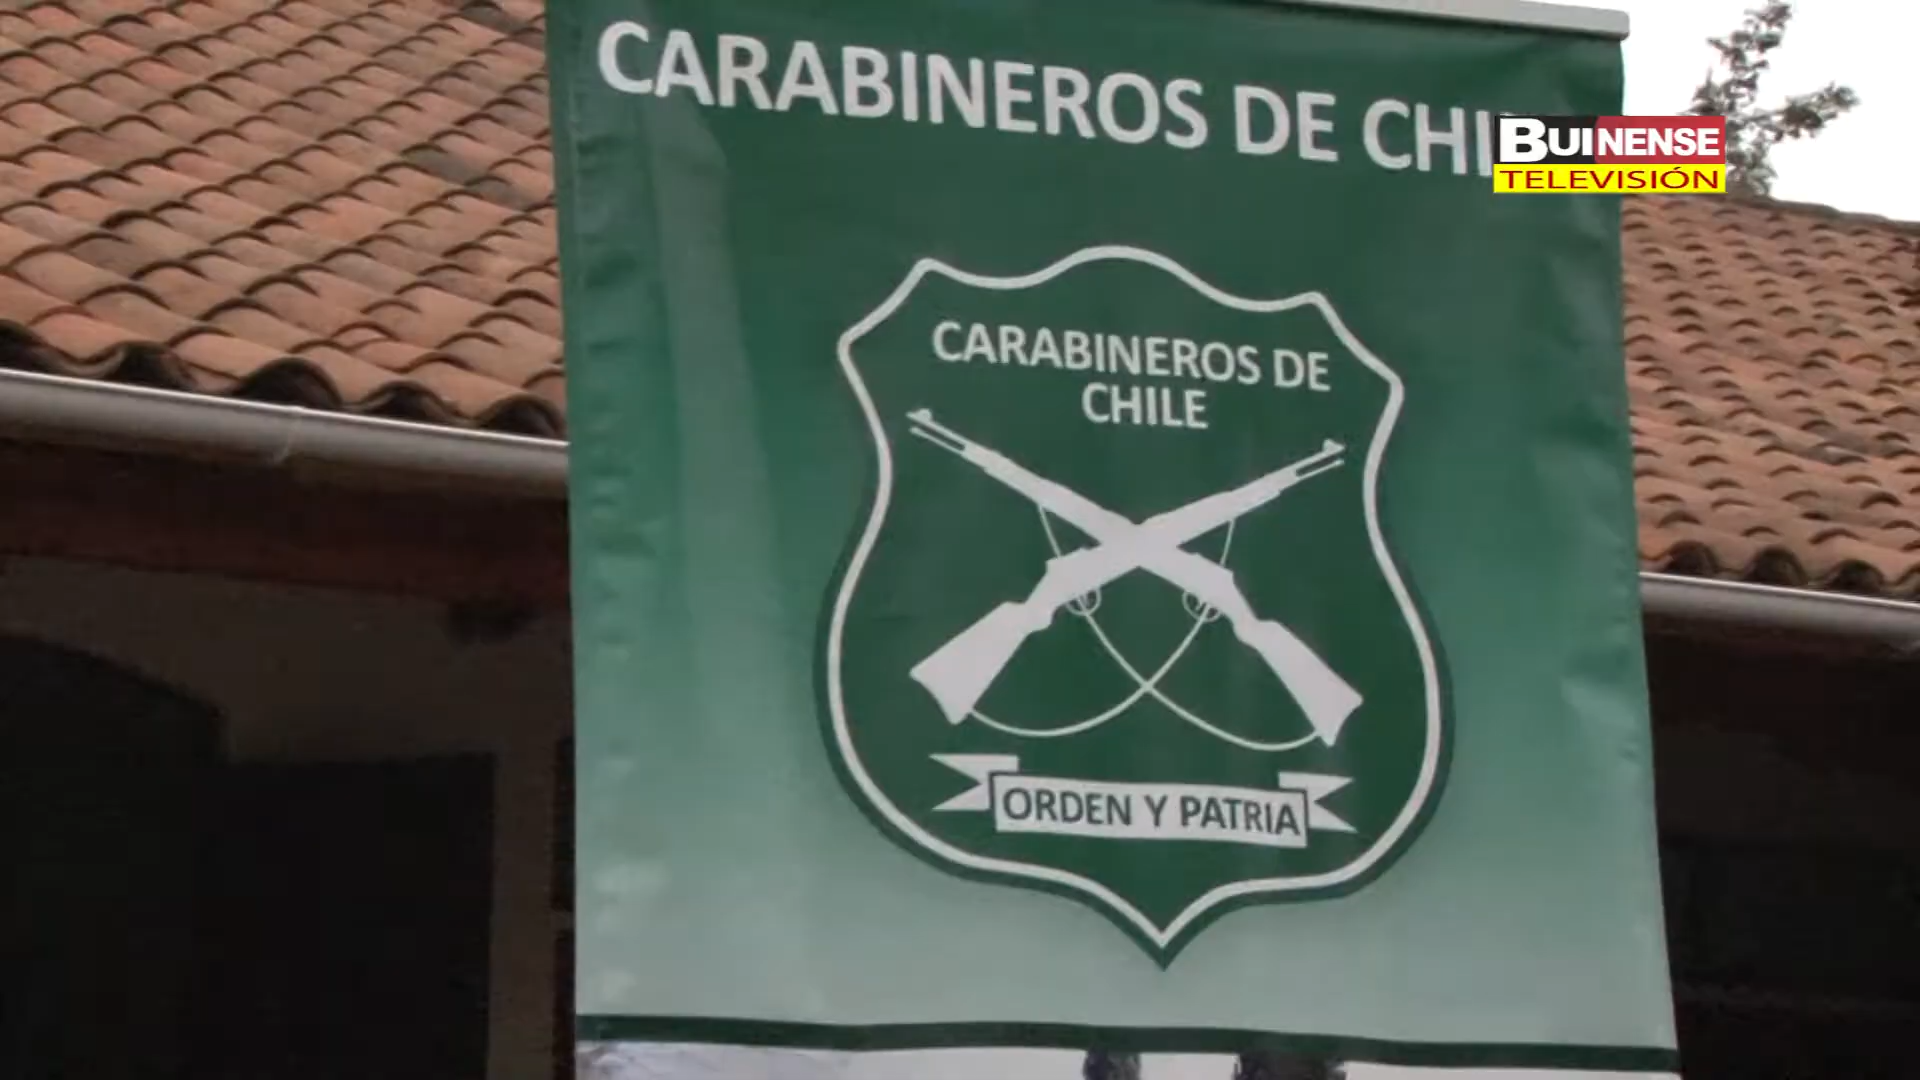 CARABINEROS DE CHI
BUINENSE
TELEVISIÓN
CARABINEROS DE
CHILE
ORDEN Y PATRIA